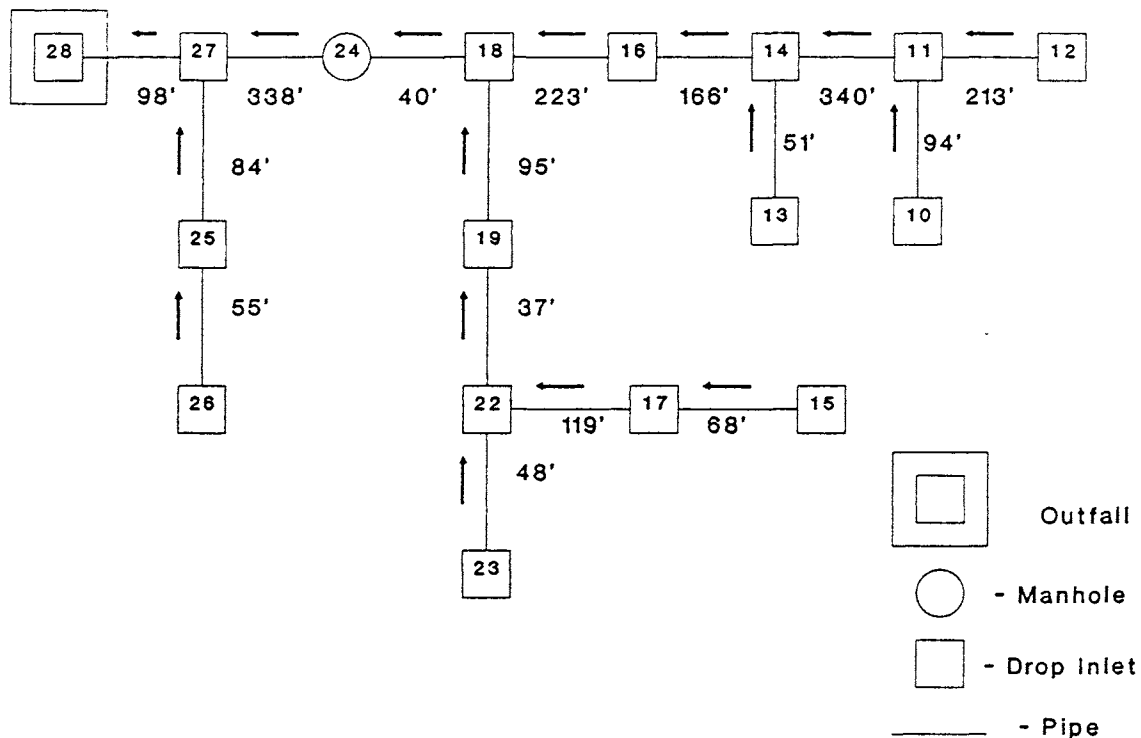 28 27 24 18 16 14 11 12
98' 338' 40' 223' 166' 340' 213'
84' 95' 51' 94'
25 19 13 10
55' 37'
26 22 17 15
119' 68'
48'
23
Outfall
- Manhole
- Drop Inlet
- Pipe